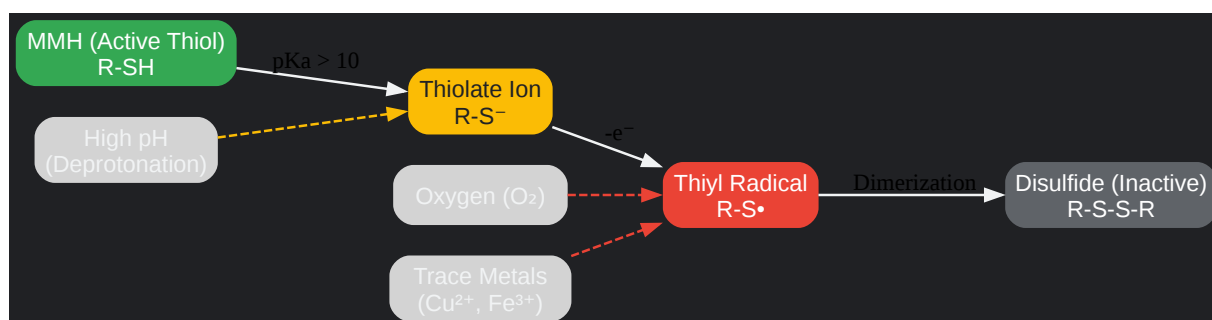 MMH (Active Thiol)
R-SH
pKa > 10
High pH
(Deprotonation)
Thiolate Ion
R-S⁻
-e⁻
Oxygen (O₂)
Trace Metals
(Cu²⁺, Fe³⁺)
Thiyl Radical
R-S•
Dimerization
Disulfide (Inactive)
R-S-S-R